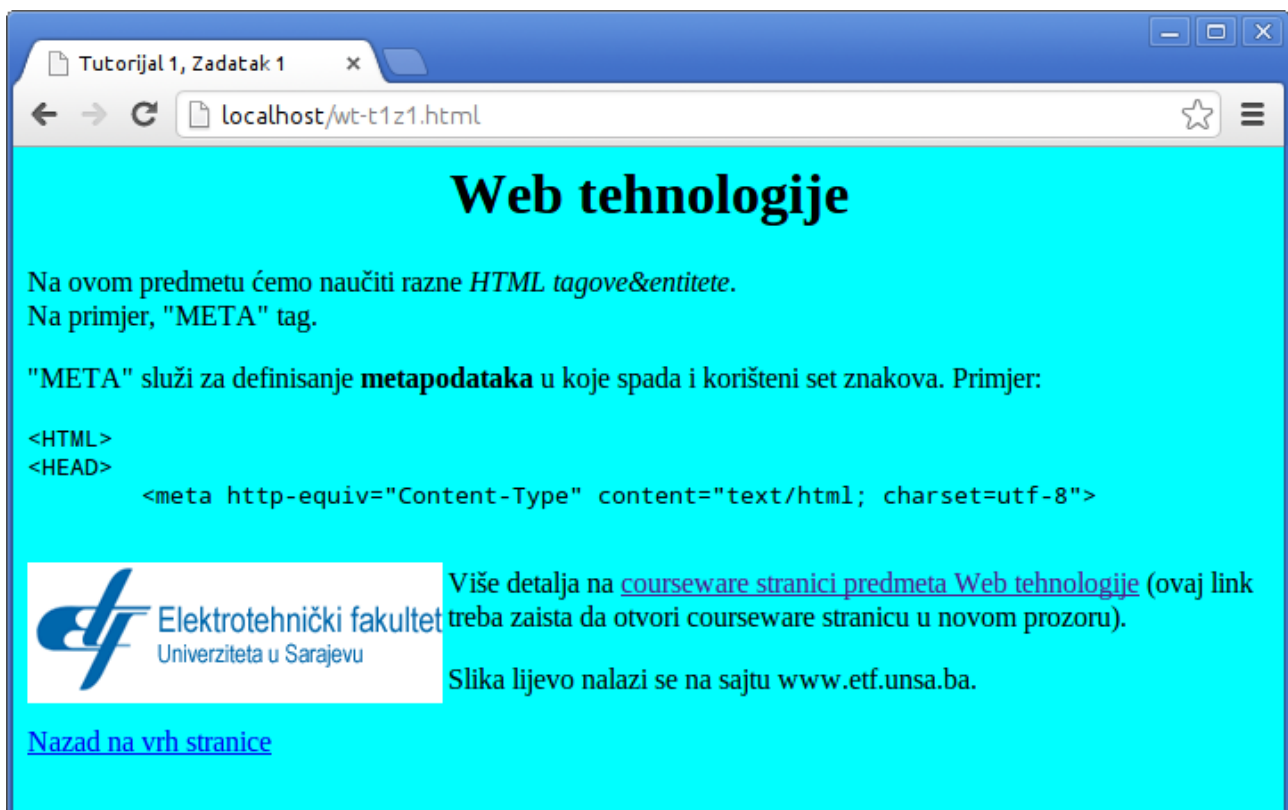 Tutorijal 1, Zadatak 1
localhost/wt-t1z1.html
Web tehnologije
Na ovom predmetu ćemo naučiti razne HTML tagove&entitete.
Na primjer, "META" tag.
"META" služi za definisanje metapodataka u koje spada i korišteni set znakova. Primjer:
<HTML>
<HEAD>
<meta http-equiv="Content-Type" content="text/html; charset=utf-8">
Elektrotehnički fakultet
Univerziteta u Sarajevu
Više detalja na courseware stranici predmeta Web tehnologije (ovaj link
treba zaista da otvori courseware stranicu u novom prozoru).
Slika lijevo nalazi se na sajtu www.etf.unsa.ba.
Nazad na vrh stranice